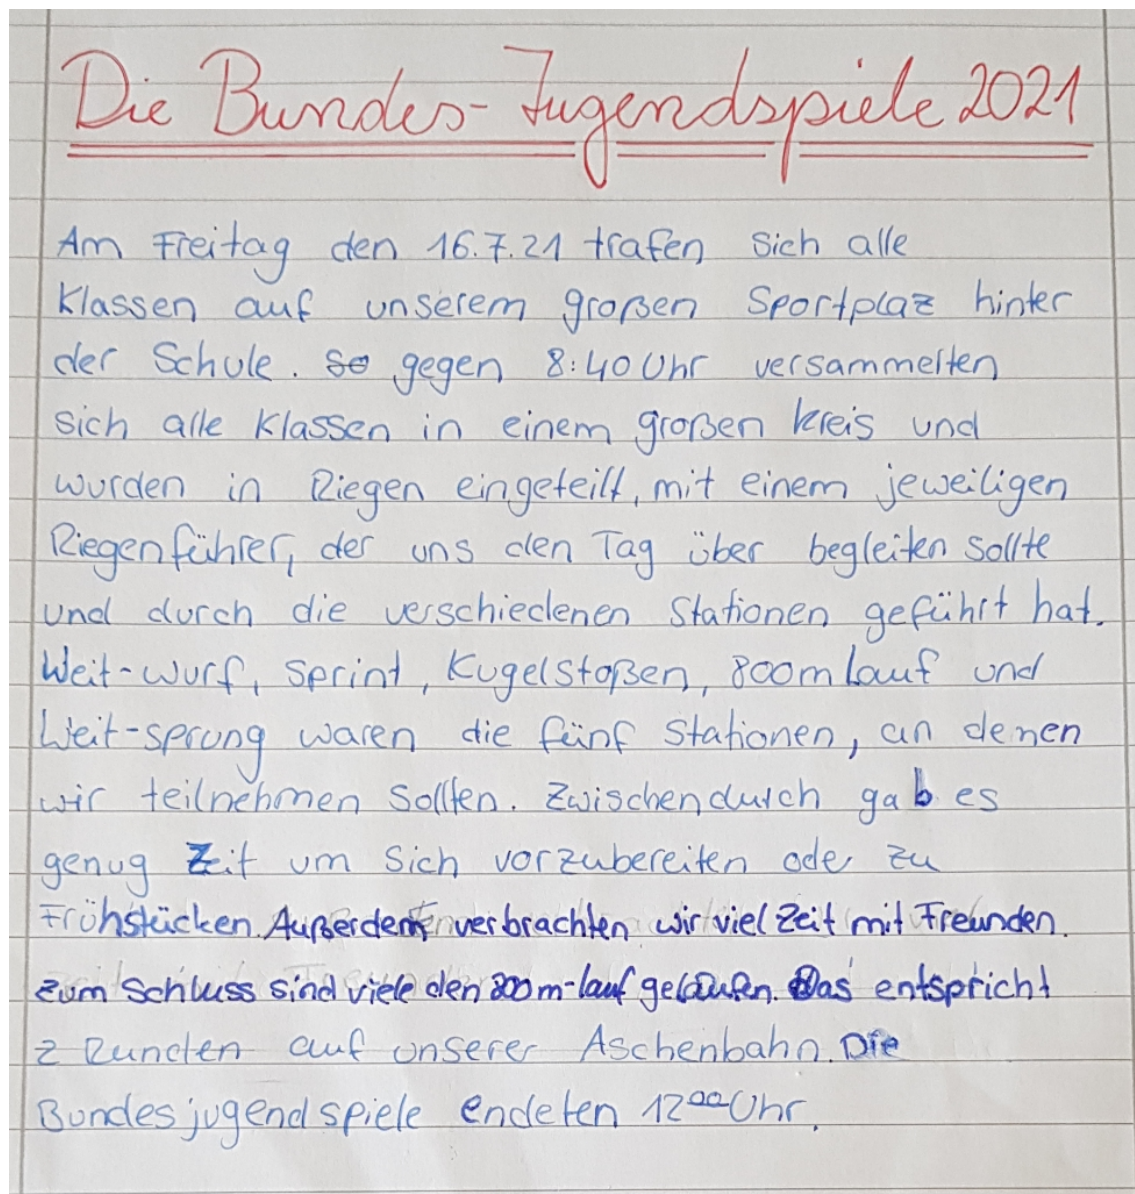 Die Bundes-Jugendspiele 2021
Am Freitag den 16.7.21 trafen sich alle
Klassen auf unserem großen Sportplaz hinter
der Schule. so gegen 8:40 Uhr versammelten
sich alle Klassen in einem großen kreis und
wurden in Riegen eingeteilt, mit einem jeweiligen
Riegenführer, der uns den Tag über begleiten sollte
und durch die verschiedenen Stationen geführt hat.
Weit-wurf, Sprint, Kugelstoßen, 800m Lauf und
Weit-sprung waren die fünf Stationen, an denen
wir teilnehmen sollten. Zwischendurch gab es
genug Zeit um sich vorzubereiten oder zu
Frühstücken. Außerdem verbrachten wir viel Zeit mit Freunden.
zum Schluss sind viele den 800m-lauf gelaufen. Das entspricht
2 Runden auf unserer Aschenbahn. Die
Bundesjugendspiele endeten 12⁰⁰ Uhr.